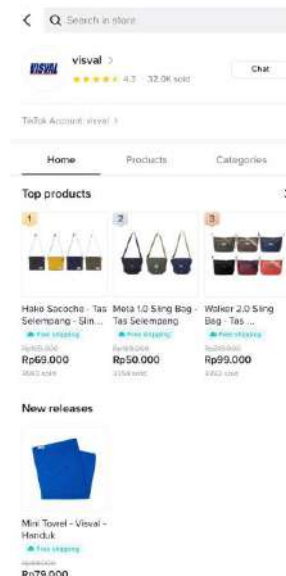 Search in store
VISVAL
visval >
4.3
32.0K sold
Chat
TikTok Account: visval >
Home
Products
Categories
Top products
1
2
3
Hako Sacoche - Tas
Selempang - Slin...
Free shipping
Rp69.000
Meta 1.0 Sling Bag -
Tas Selempang
Free shipping
Rp50.000
Walker 2.0 Sling
Bag - Tas ...
Free shipping
Rp99.000
New releases
Mini Towel - Visval -
Handuk
Free shipping
Rp79.000